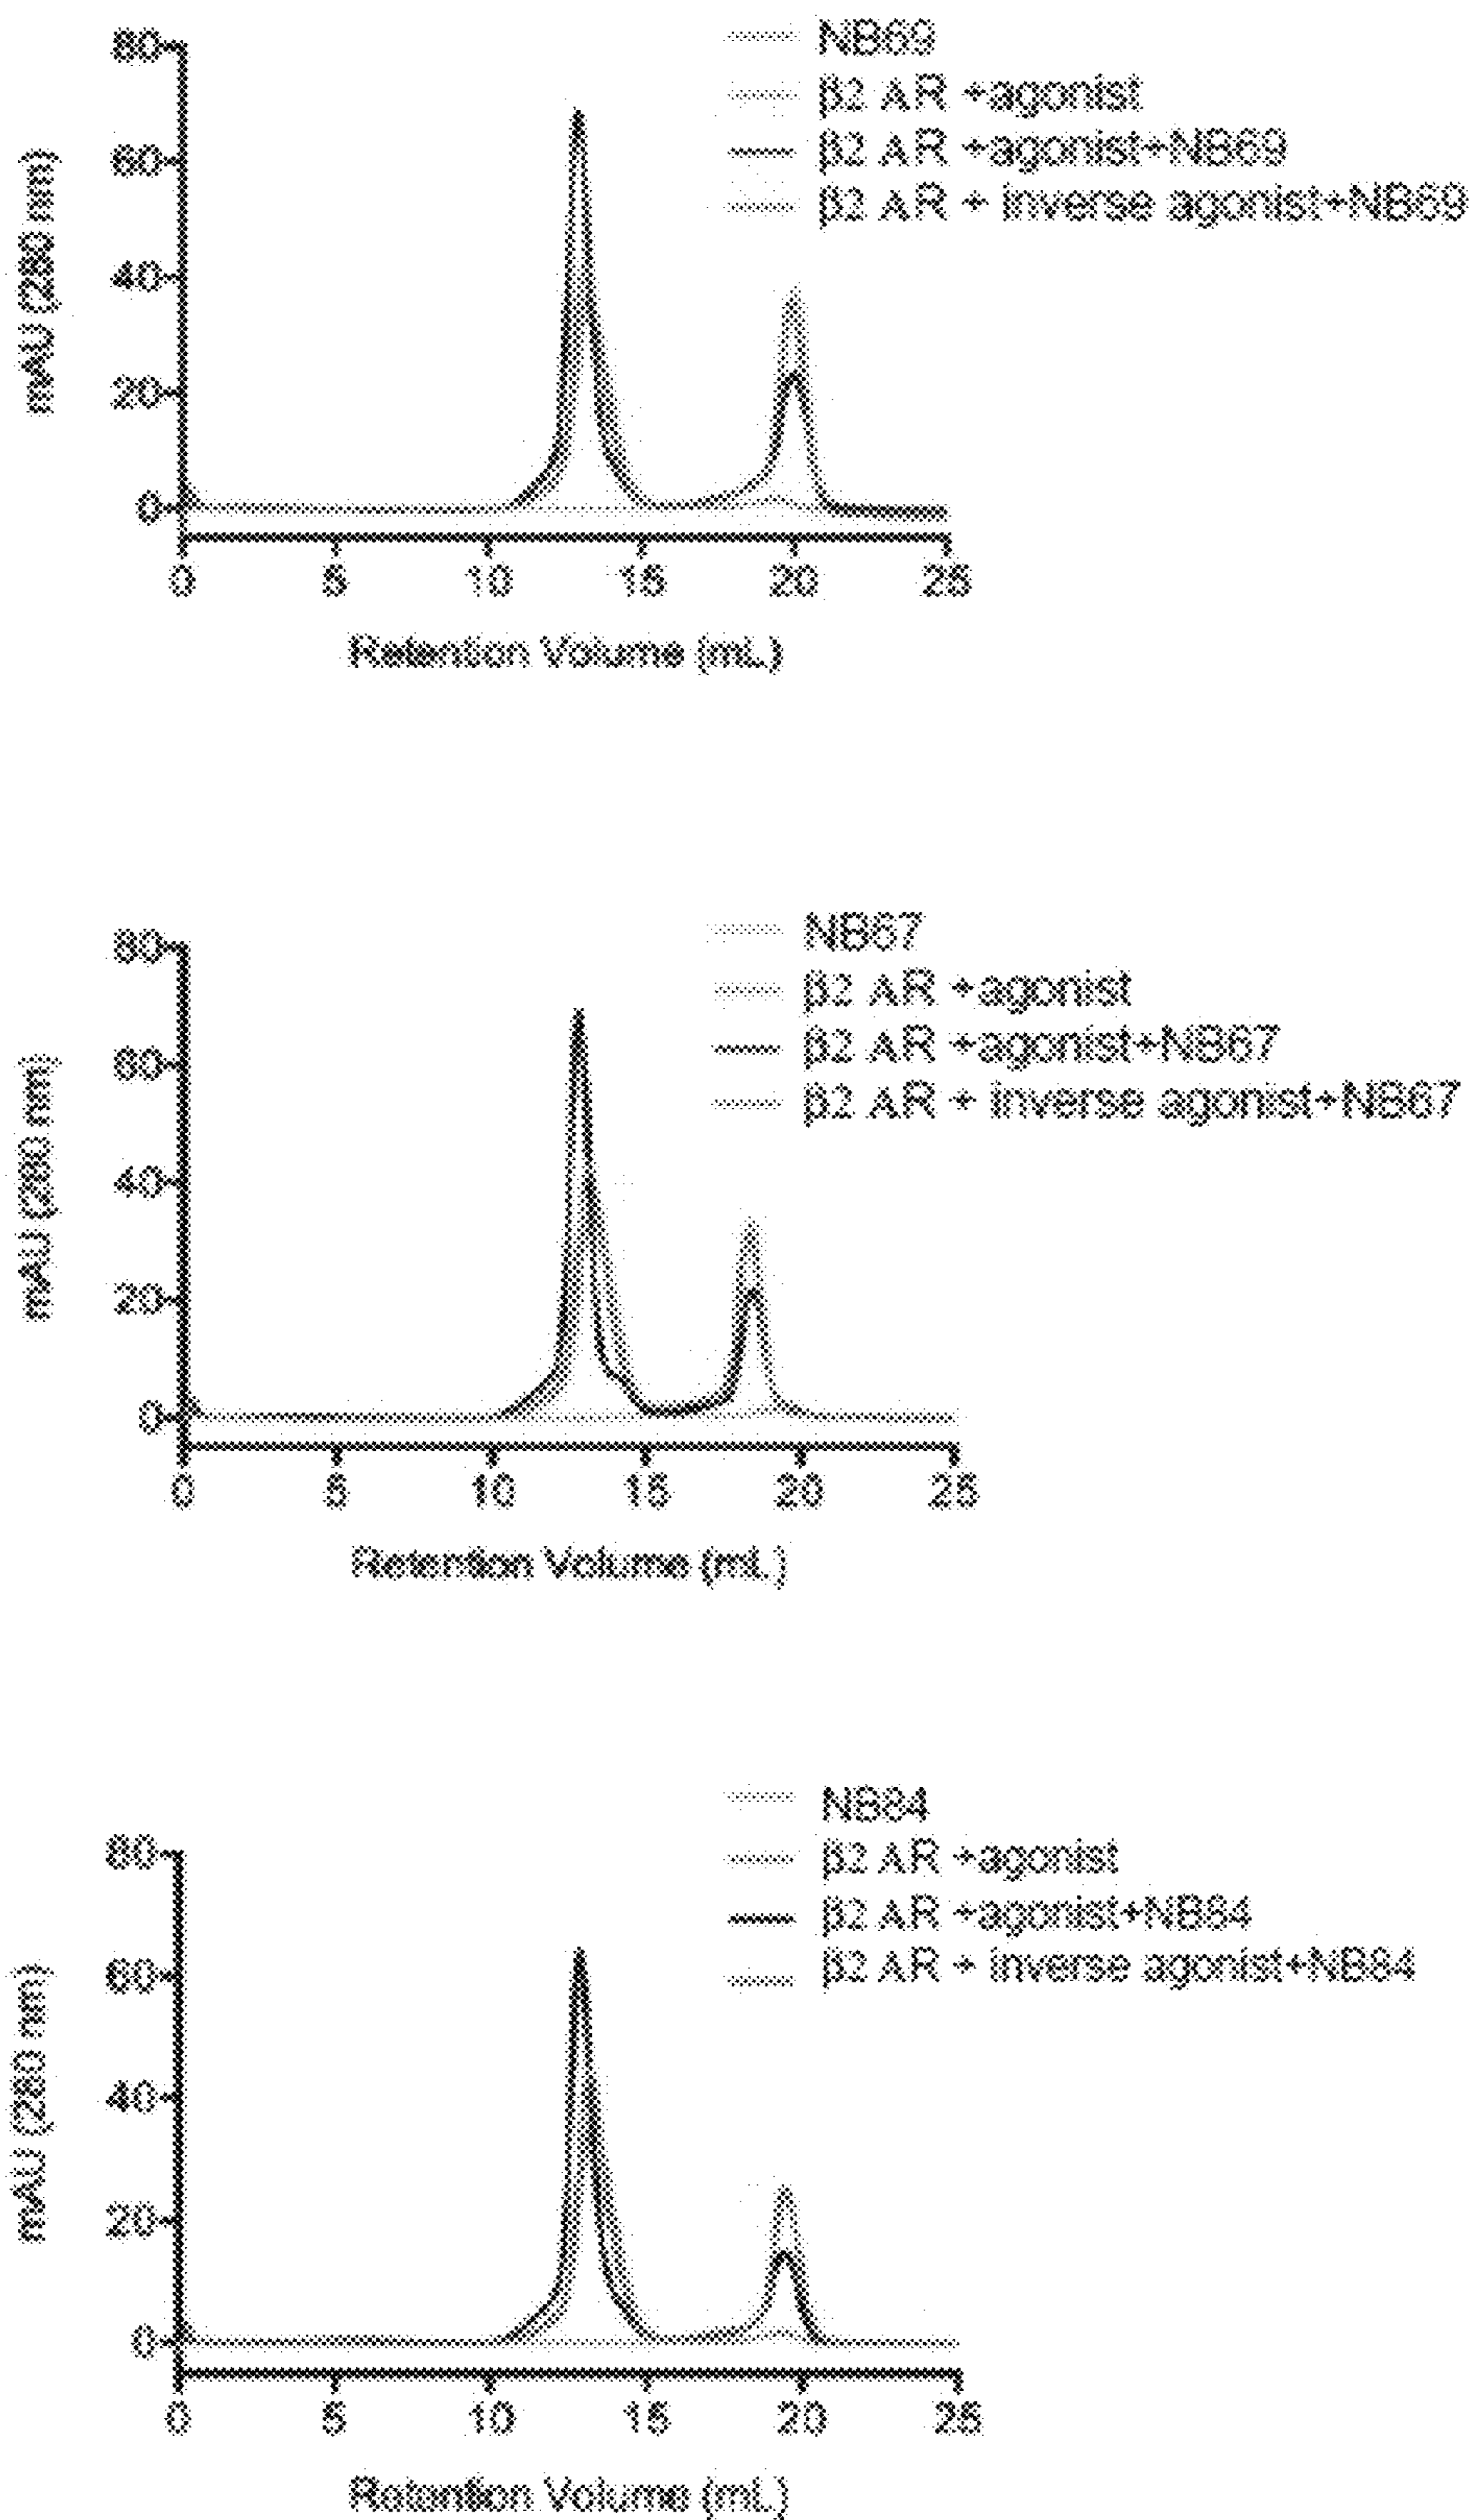 NB69
β2 AR +agonist
β2 AR +agonist+NB69
β2 AR + inverse agonist+NB69
mAU (280 nm)
80
60
40
20
0
0 5 10 15 20 25
Retention Volume (mL)
NB67
β2 AR +agonist
β2 AR +agonist+NB67
β2 AR + inverse agonist+NB67
mAU (280 nm)
80
60
40
20
0
0 5 10 15 20 25
Retention Volume (mL)
NB84
β2 AR +agonist
β2 AR +agonist+NB84
β2 AR + inverse agonist+NB84
mAU (280 nm)
80
60
40
20
0
0 5 10 15 20 25
Retention Volume (mL)